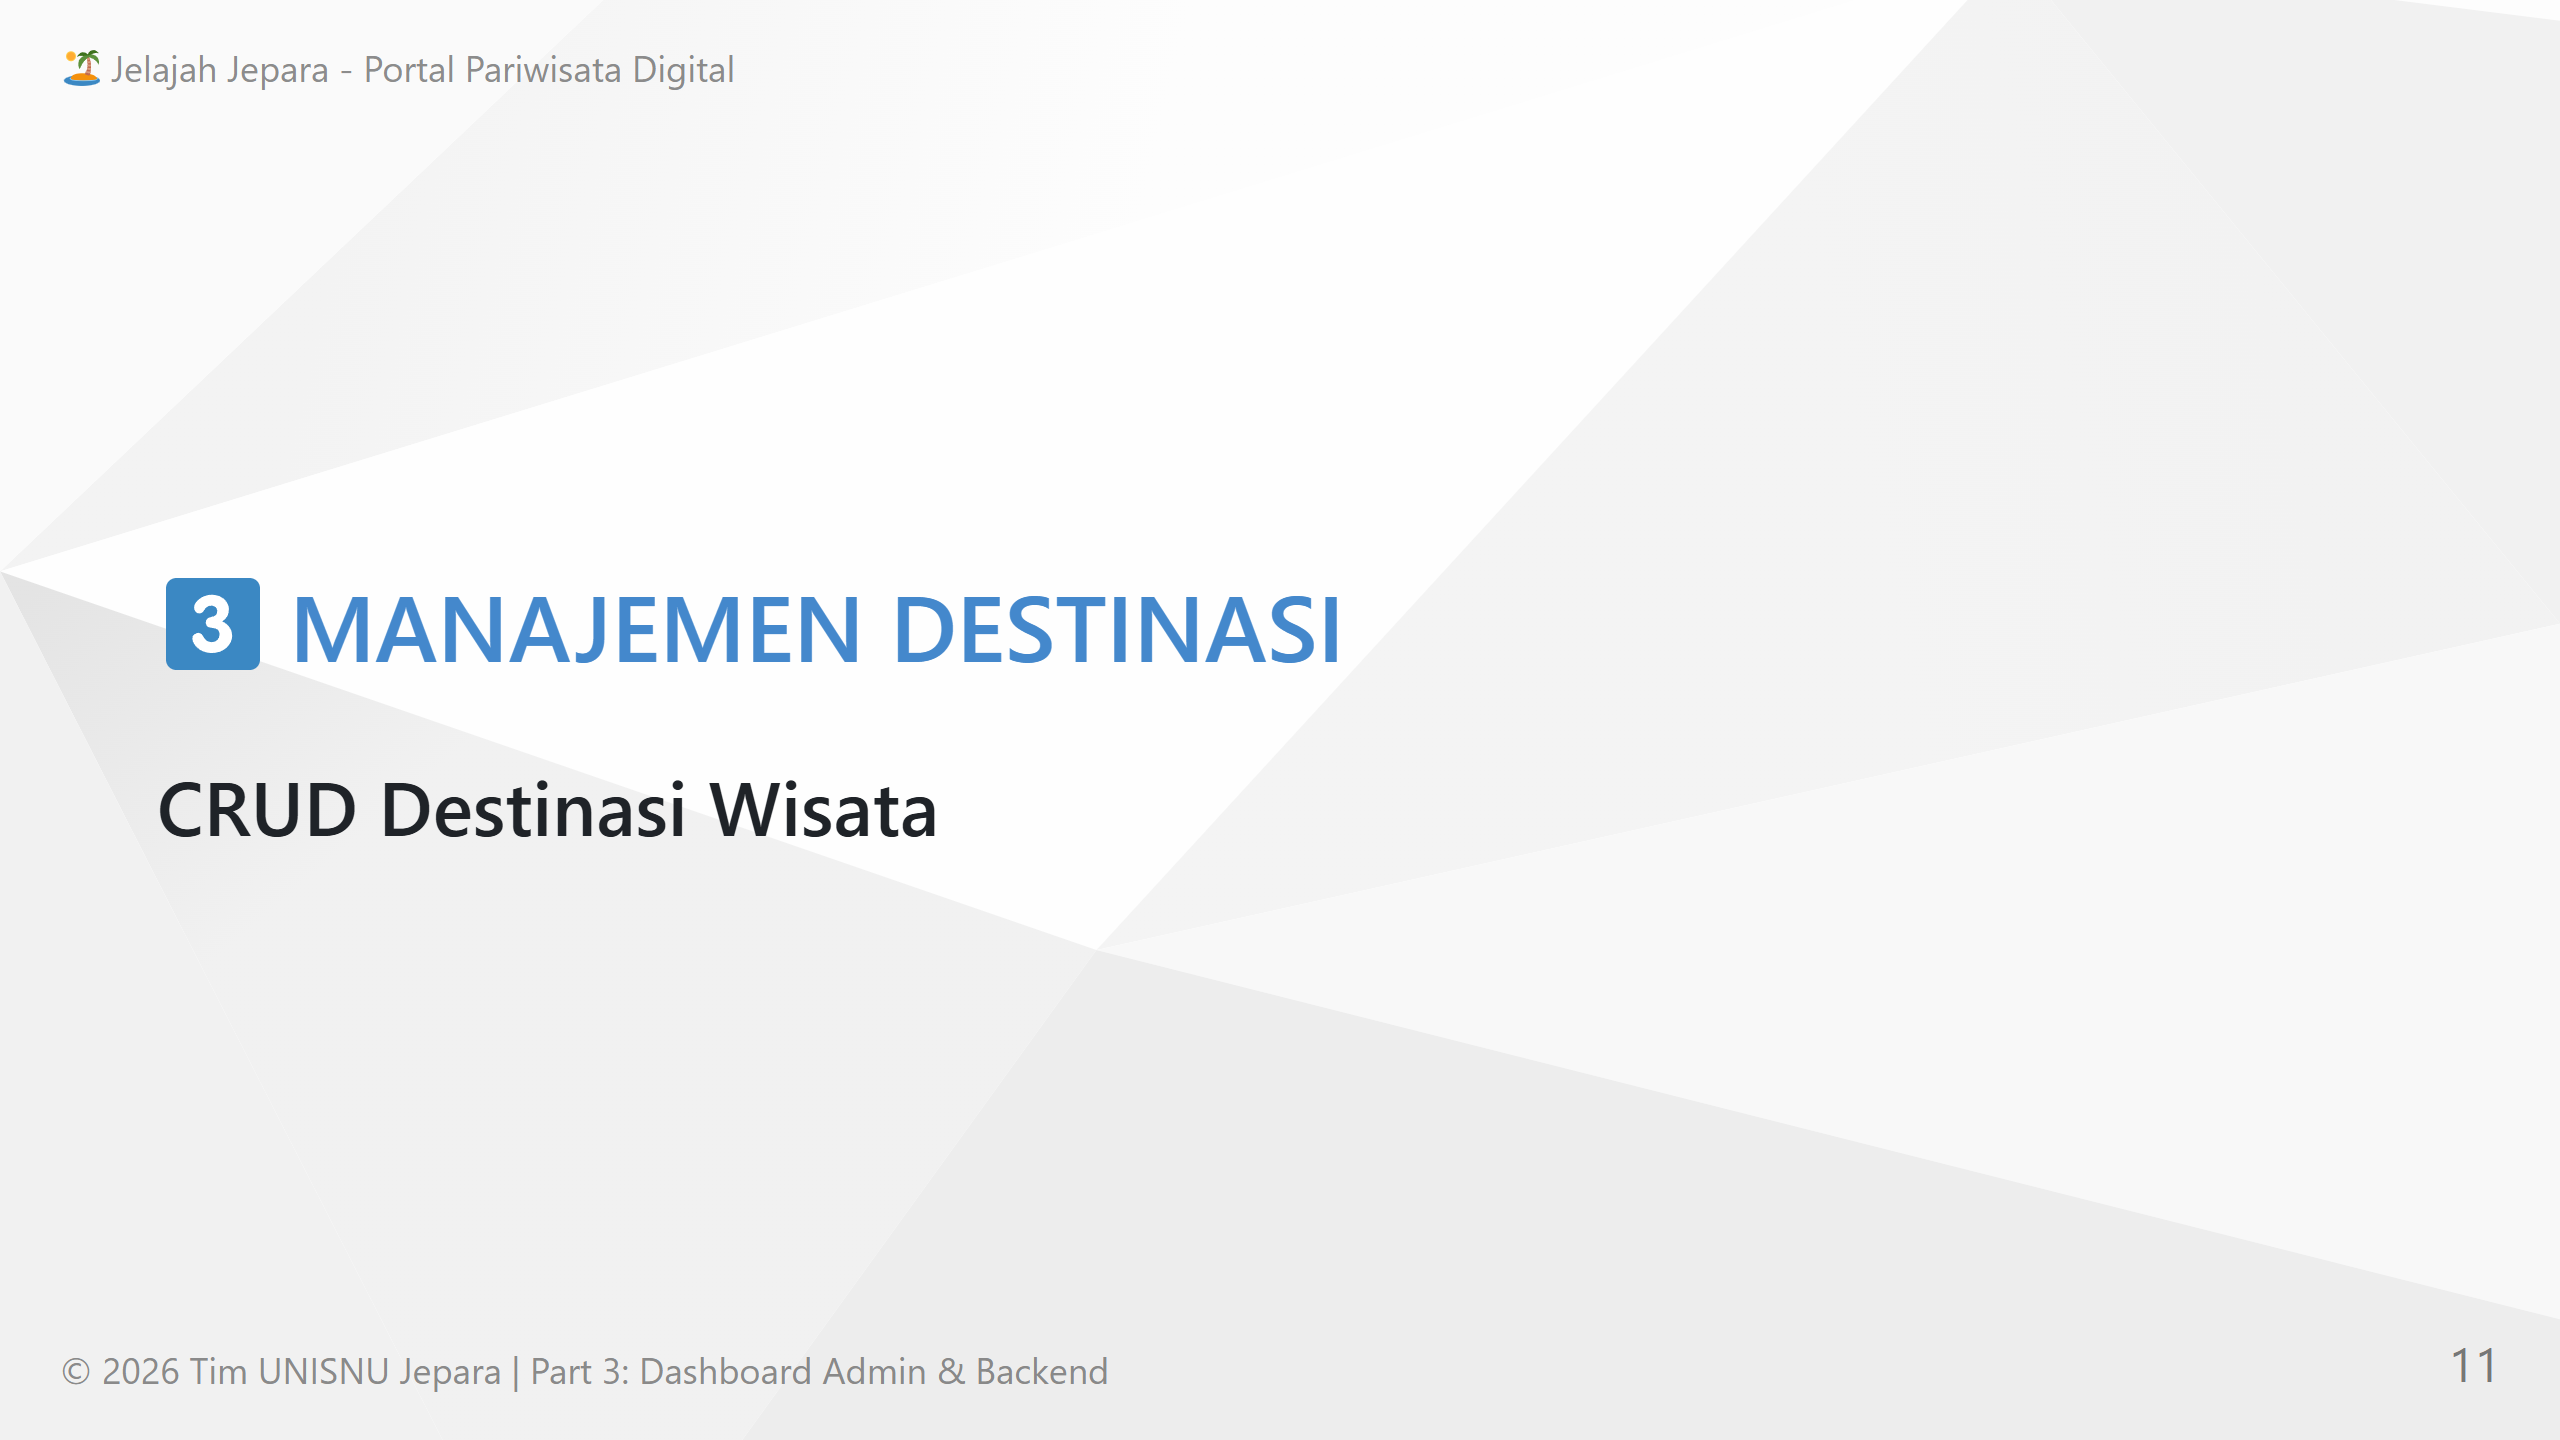 🏝️ Jelajah Jepara - Portal Pariwisata Digital
3️⃣ MANAJEMEN DESTINASI
CRUD Destinasi Wisata
© 2026 Tim UNISNU Jepara | Part 3: Dashboard Admin & Backend
11